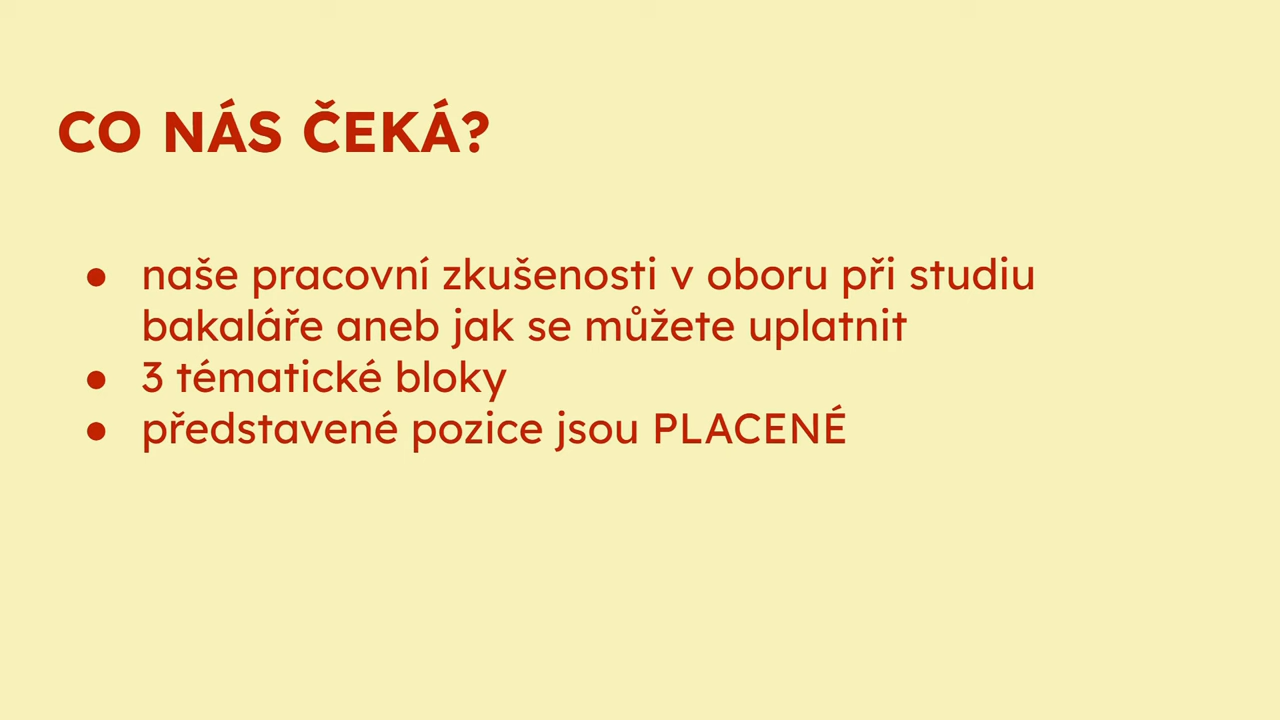 CO NÁS ČEKÁ?
● naše pracovní zkušenosti v oboru při studiu
bakaláře aneb jak se můžete uplatnit
● 3 tématické bloky
● představené pozice jsou PLACENÉ